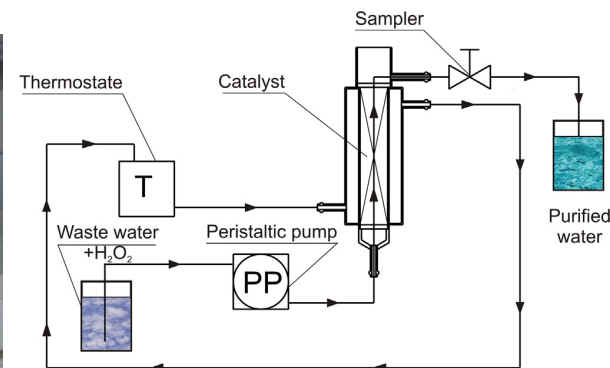 Sampler
Thermostate
Catalyst
T
Waste water
+H₂O₂
Peristaltic pump
PP
Purified
water